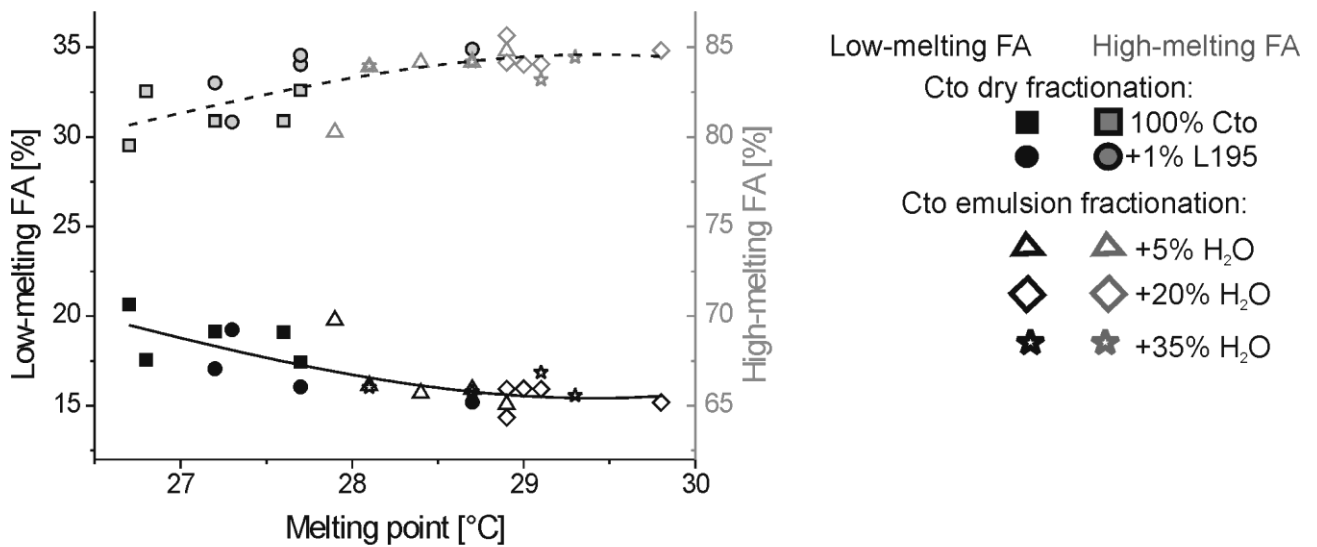 Low-melting FA [%]
35
30
25
20
15
27
28
29
30
Melting point [°C]
85
80
75
70
65
High-melting FA [%]
Low-melting FA High-melting FA
Cto dry fractionation:
100% Cto
+1% L195
Cto emulsion fractionation:
+5% H₂O
+20% H₂O
+35% H₂O